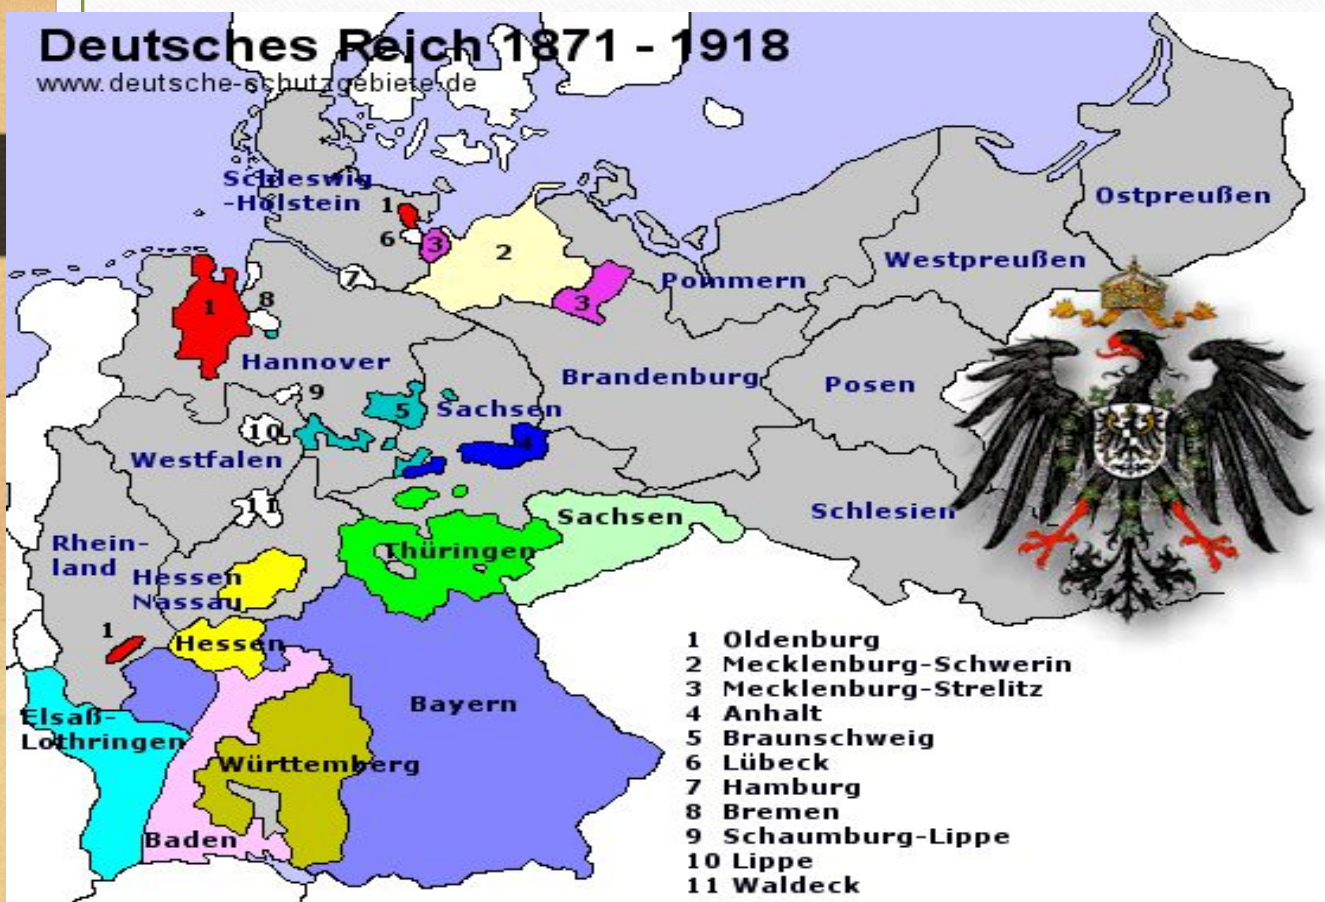 Deutsches Reich 1871 - 1918
www.deutsche-schutzgebiete.de
Schleswig
-Holstein
1
6
3
2
7
Ostpreußen
Westpreußen
Pommern
3
1
8
Hannover
Brandenburg
Posen
9
5
Sachsen
10
4
Westfalen
11
Sachsen
Schlesien
Rhein-
land
Thüringen
Hessen
Nassau
1
Hessen
Elsaß-
Lothringen
Bayern
Württemberg
Baden
1 Oldenburg
2 Mecklenburg-Schwerin
3 Mecklenburg-Strelitz
4 Anhalt
5 Braunschweig
6 Lübeck
7 Hamburg
8 Bremen
9 Schaumburg-Lippe
10 Lippe
11 Waldeck